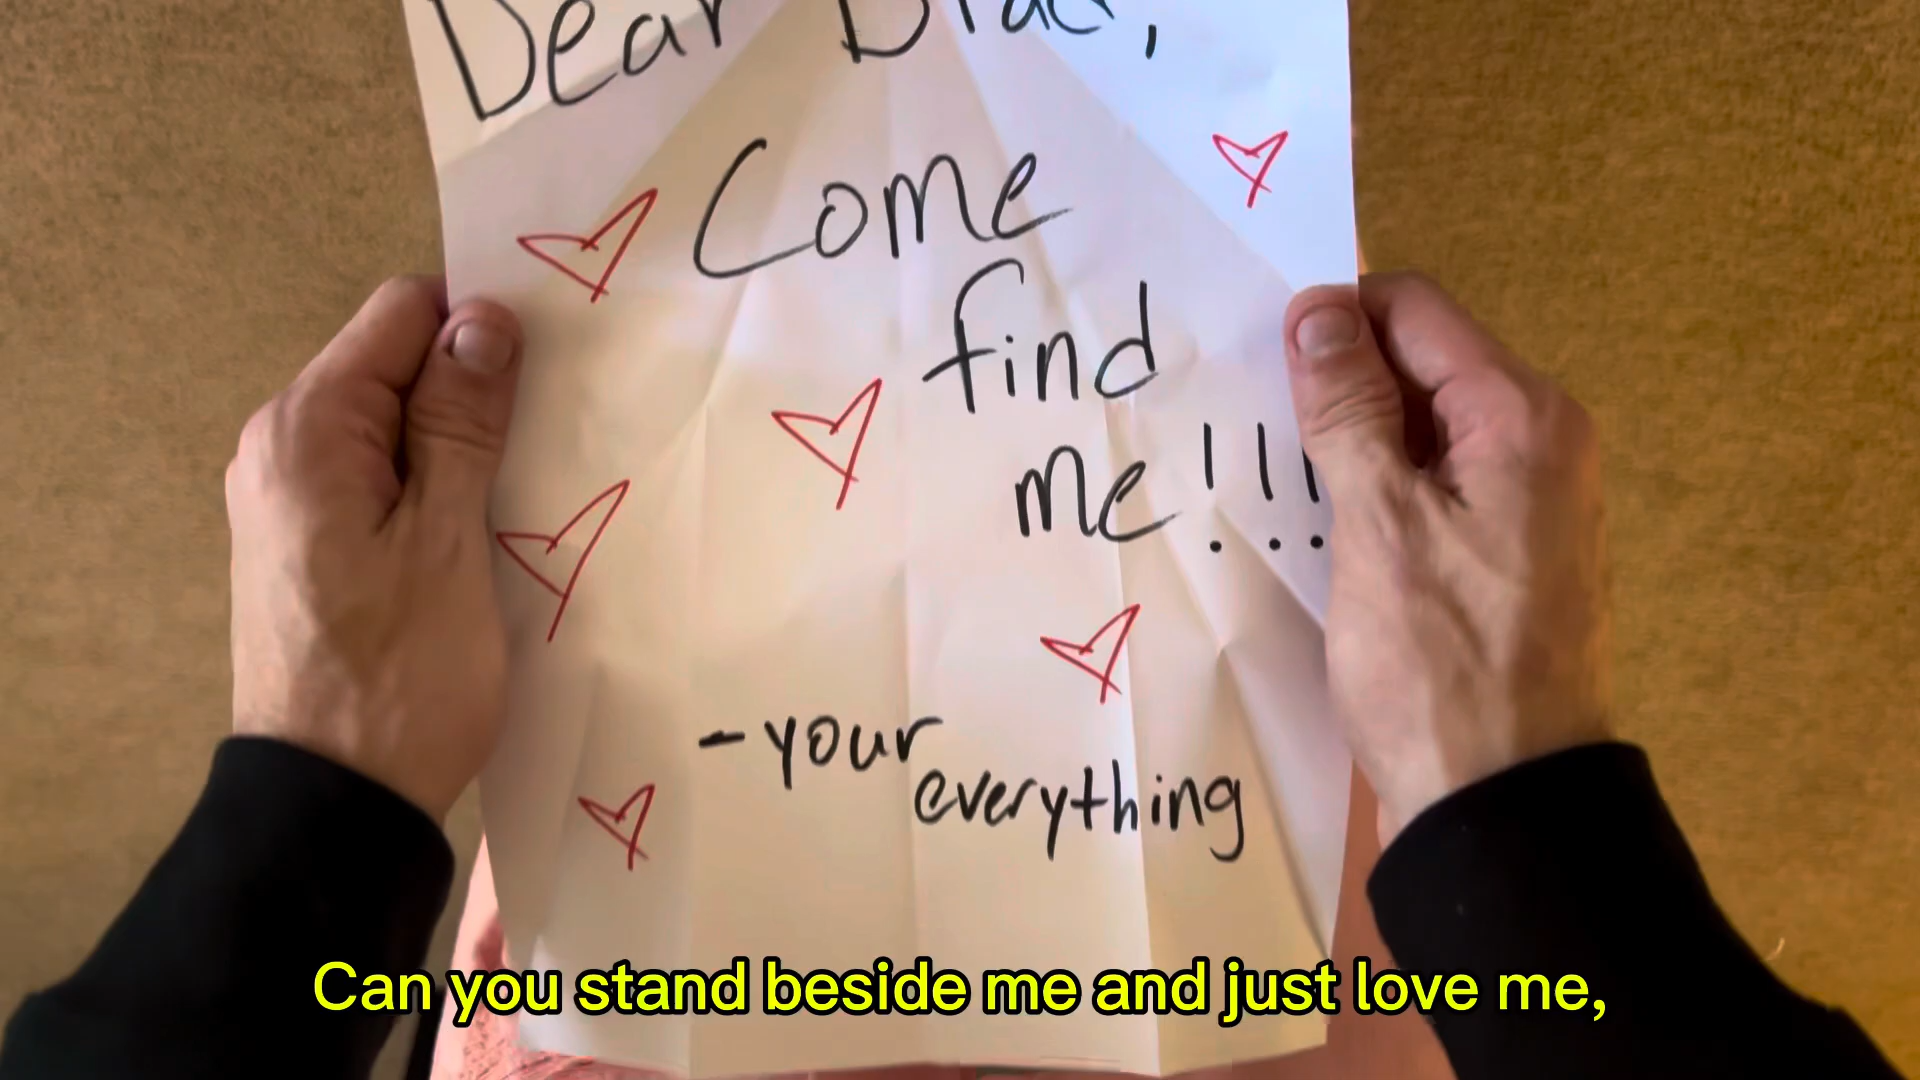 Dear
Come
find
me!!!
-your
everything
Can you stand beside me and just love me,